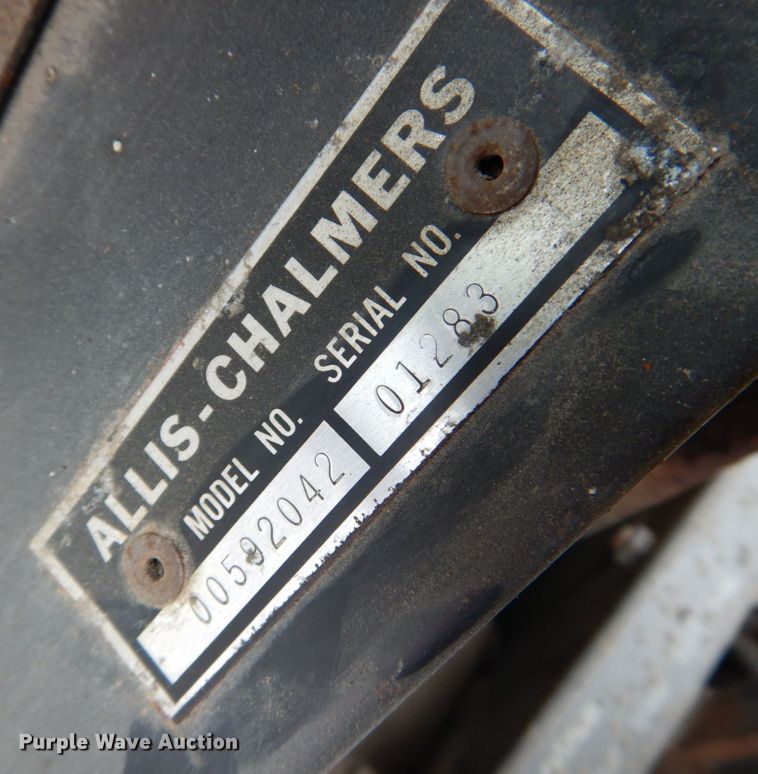 ALLIS-CHALMERS
MODEL NO. SERIAL NO.
00592042 01283
Purple Wave Auction